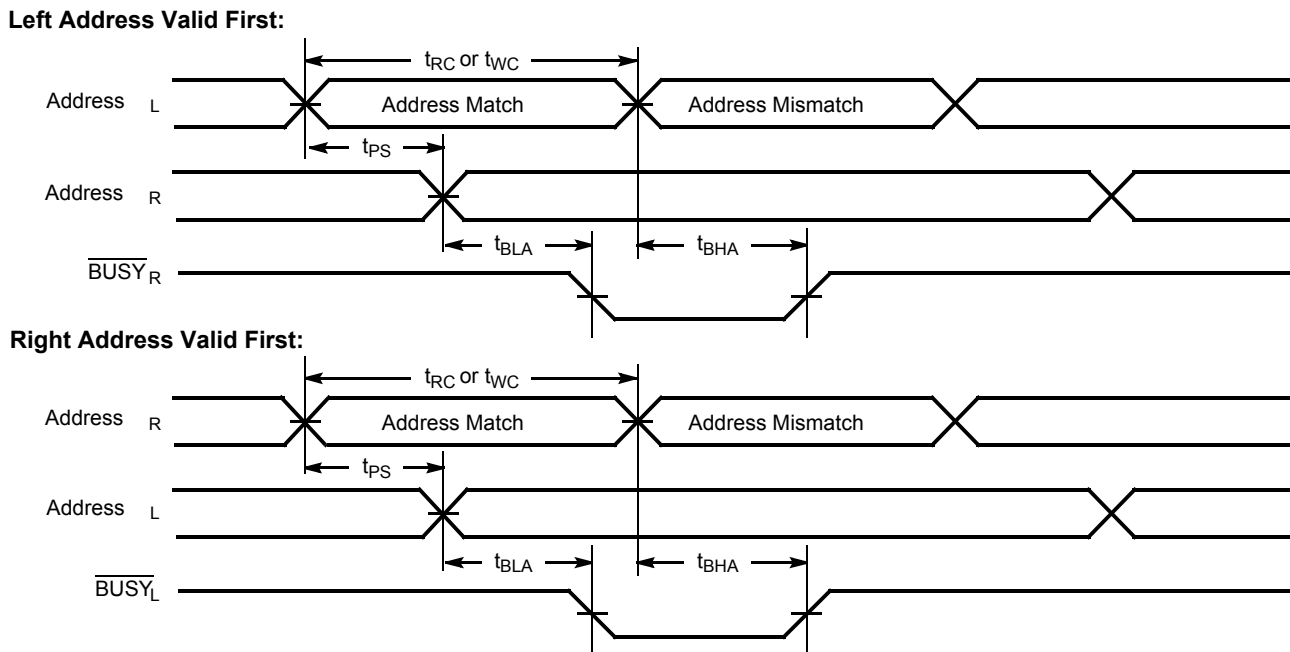 Left Address Valid First:
tRC or tWC
Address L
Address Match
Address Mismatch
tPS
Address R
tBLA
tBHA
BUSYR
Right Address Valid First:
tRC or tWC
Address R
Address Match
Address Mismatch
tPS
Address L
tBLA
tBHA
BUSYL